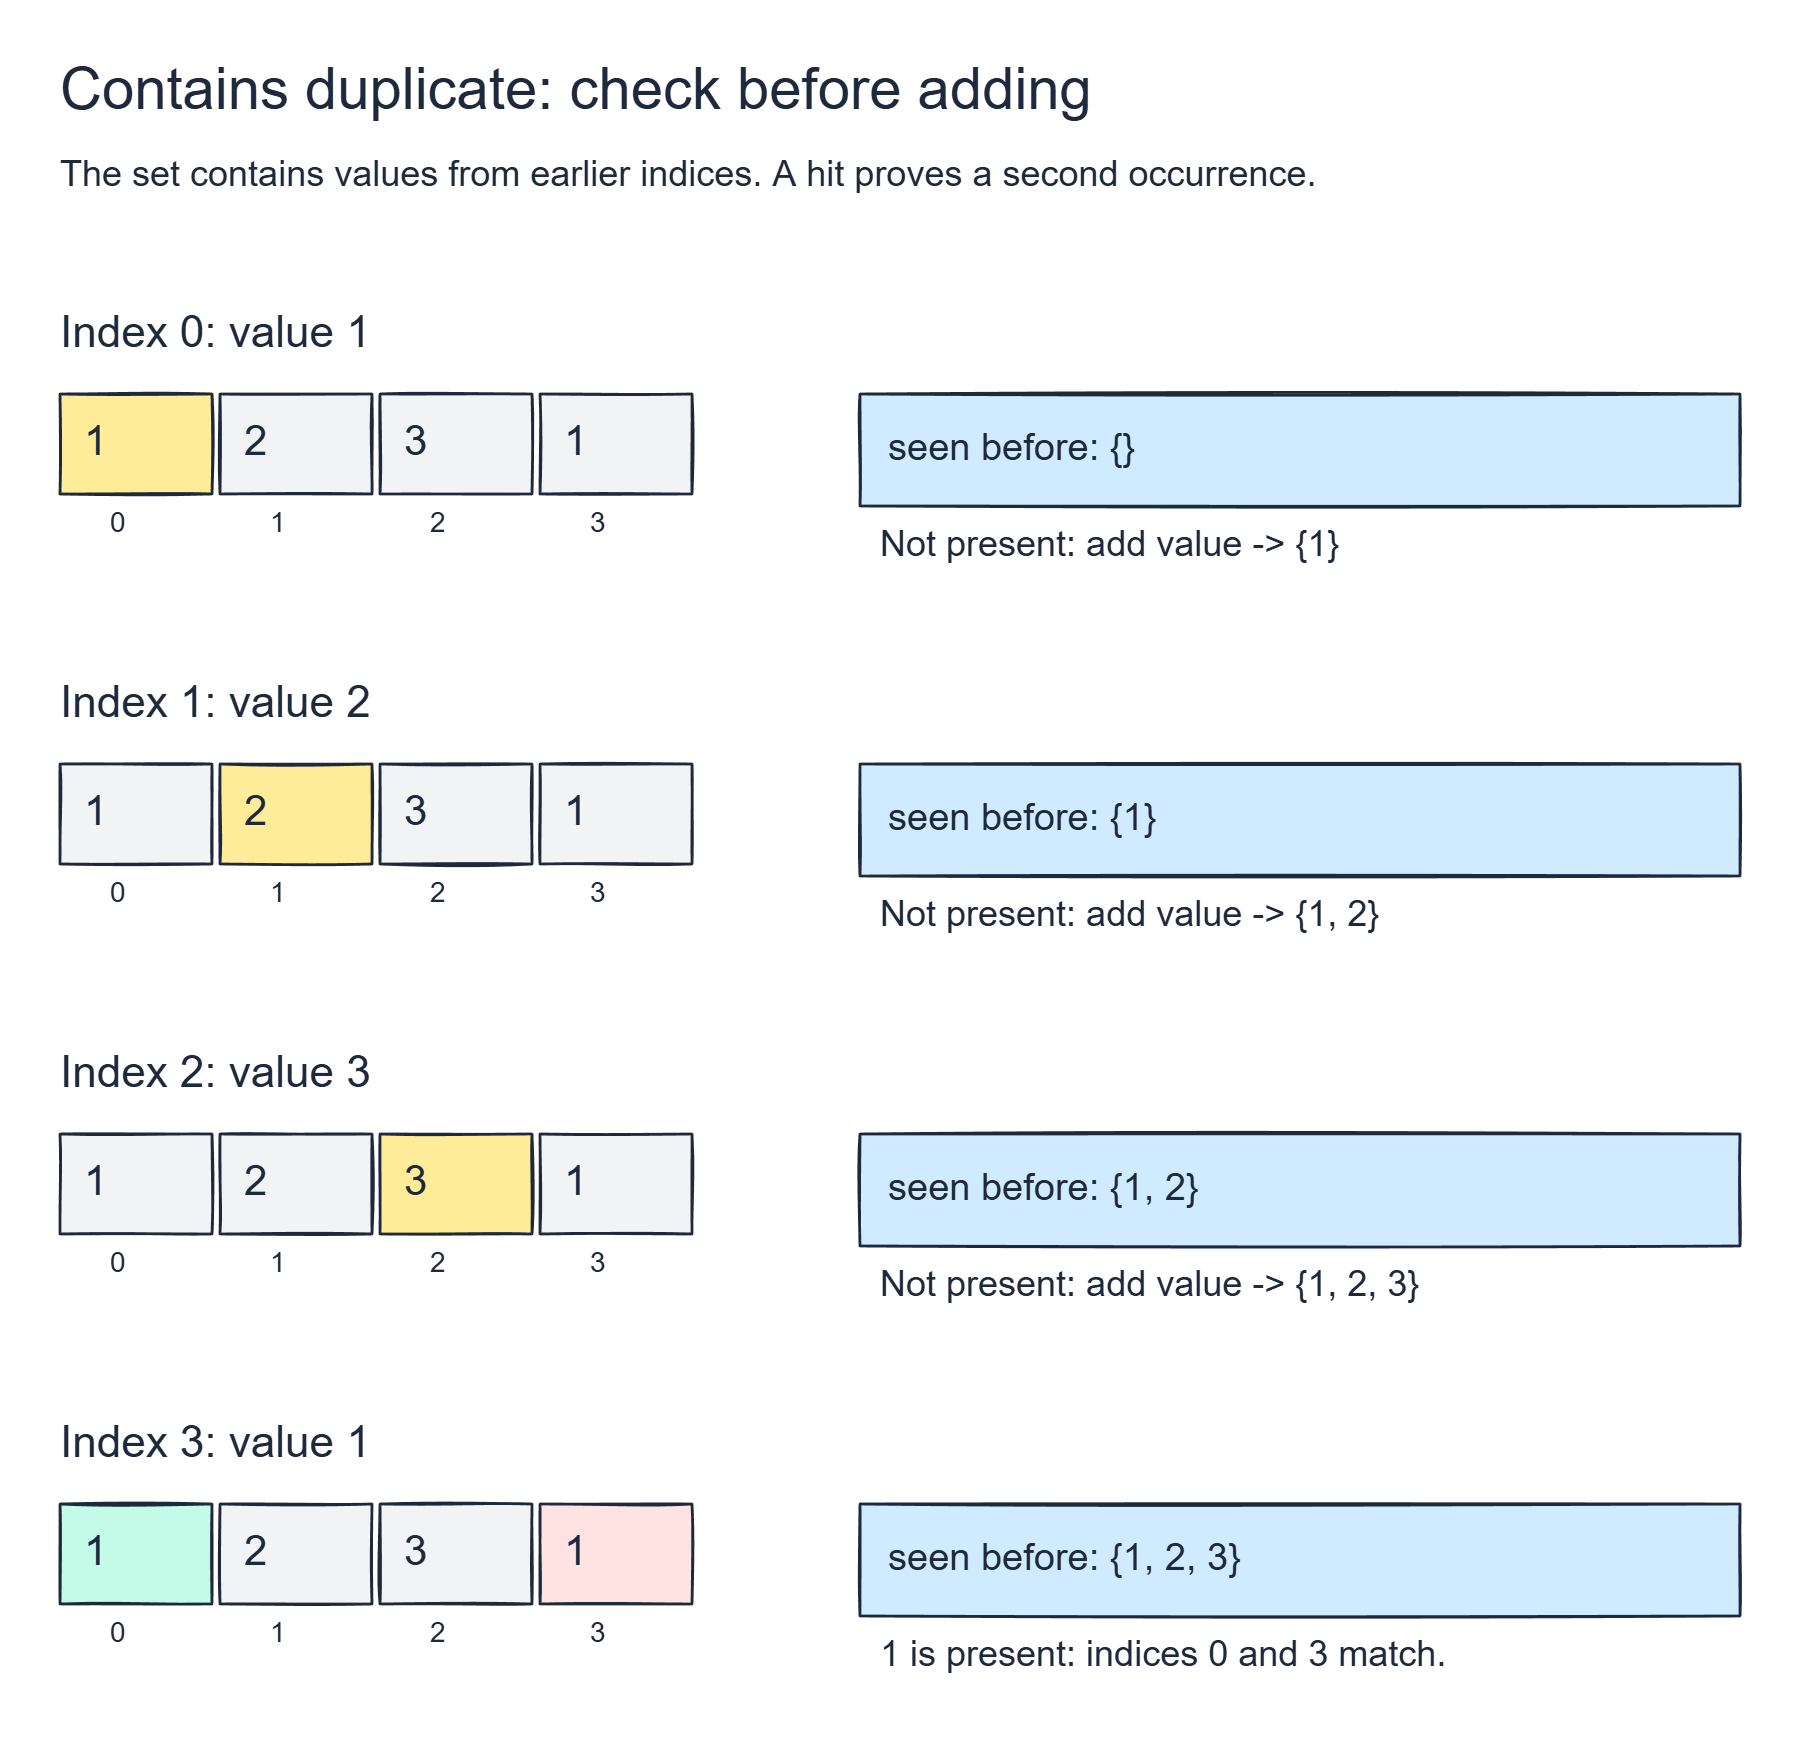 Contains duplicate: check before adding
The set contains values from earlier indices. A hit proves a second occurrence.
Index 0: value 1
1 2 3 1
0 1 2 3
seen before: {}
Not present: add value -> {1}
Index 1: value 2
1 2 3 1
0 1 2 3
seen before: {1}
Not present: add value -> {1, 2}
Index 2: value 3
1 2 3 1
0 1 2 3
seen before: {1, 2}
Not present: add value -> {1, 2, 3}
Index 3: value 1
1 2 3 1
0 1 2 3
seen before: {1, 2, 3}
1 is present: indices 0 and 3 match.